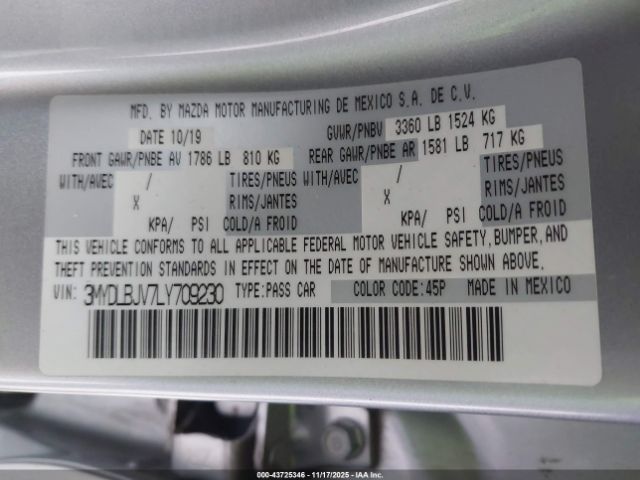 MFD. BY MAZDA MOTOR MANUFACTURING DE MEXICO S.A. DE C.V.
DATE 10/19 GVWR/PNBV 3360 LB 1524 KG
FRONT GAWR/PNBE AV 1786 LB 810 KG REAR GAWR/PNBE AR 1581 LB 717 KG
WITH/AVEC / TIRES/PNEUS WITH/AVEC / TIRES/PNEUS
X RIMS/JANTES X RIMS/JANTES
KPA/ PSI COLD/A FROID KPA/ PSI COLD/A FROID
THIS VEHICLE CONFORMS TO ALL APPLICABLE FEDERAL MOTOR VEHICLE SAFETY, BUMPER, AND
THEFT PREVENTION STANDARDS IN EFFECT ON THE DATE OF MANUFACTURE SHOWN ABOVE.
VIN: 3MYDLBJV7LY709230 TYPE:PASS CAR COLOR CODE:45P MADE IN MEXICO
000-43725346 - 11/17/2025 - IAAI.CA